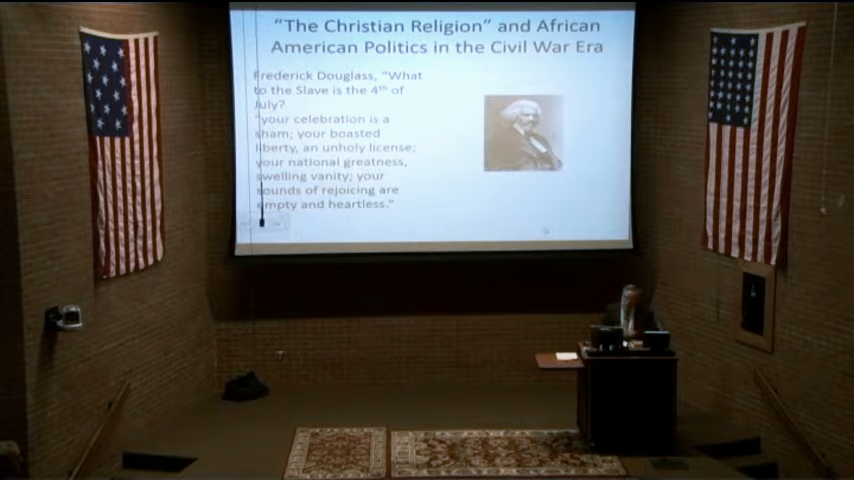 “The Christian Religion” and African
American Politics in the Civil War Era
Frederick Douglass, “What
to the Slave is the 4th of
July?
“your celebration is a
sham; your boasted
liberty, an unholy license;
your national greatness,
swelling vanity; your
sounds of rejoicing are
empty and heartless.”